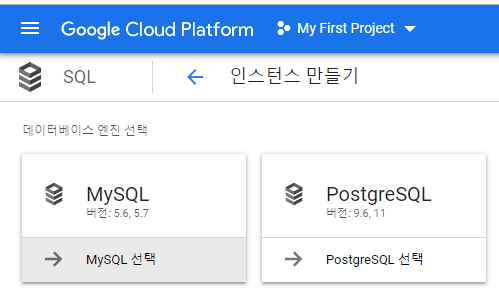 Google Cloud Platform My First Project
SQL 인스턴스 만들기
데이터베이스 엔진 선택
MySQL PostgreSQL
버전: 5.6, 5.7 버전: 9.6, 11
MySQL 선택 PostgreSQL 선택